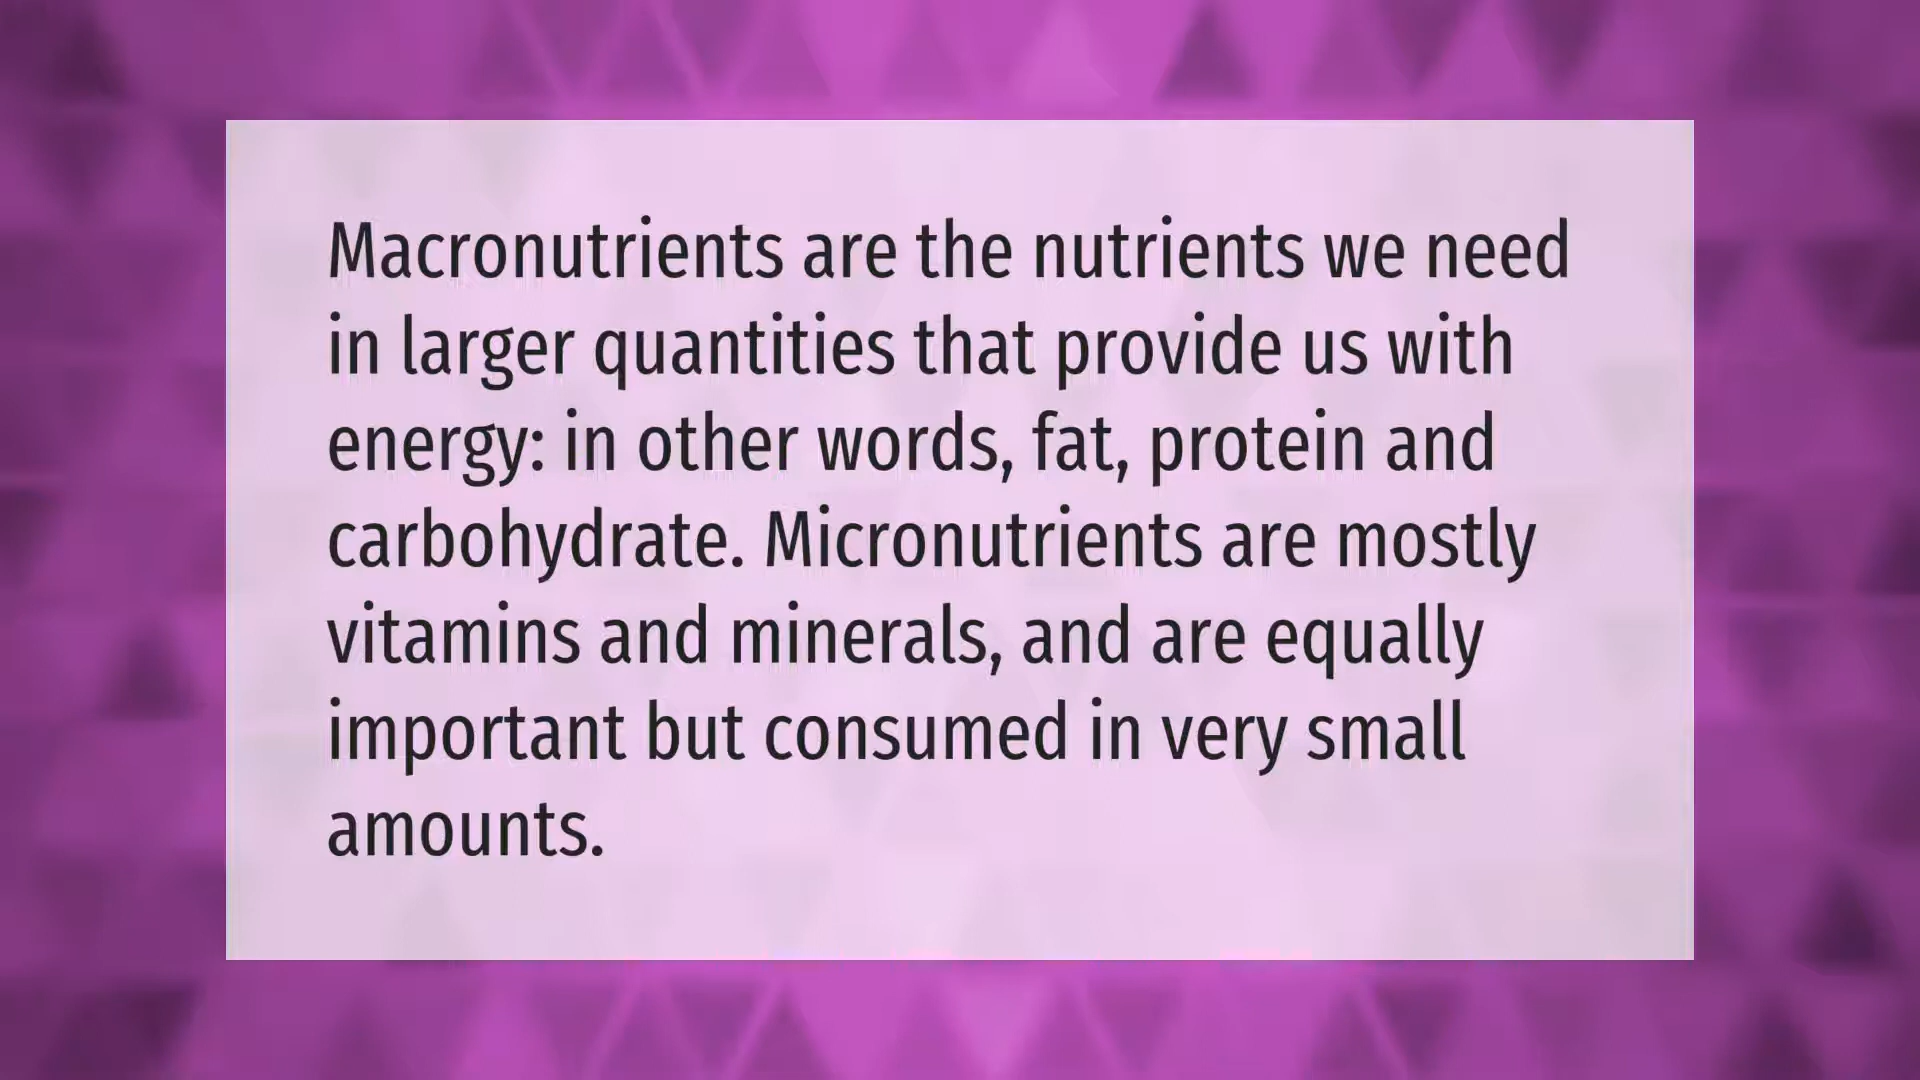 Macronutrients are the nutrients we need
in larger quantities that provide us with
energy: in other words, fat, protein and
carbohydrate. Micronutrients are mostly
vitamins and minerals, and are equally
important but consumed in very small
amounts.